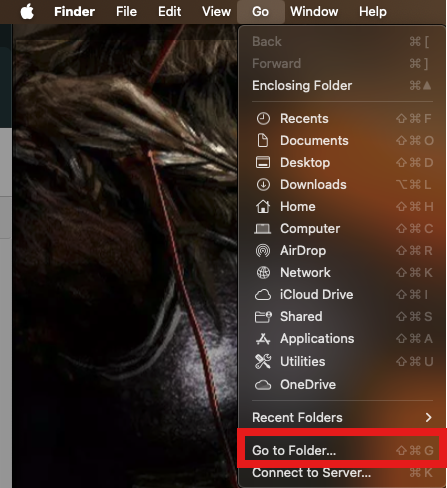 Finder File Edit View Go Window Help
Back ⌘[
Forward ⌘]
Enclosing Folder ⌘▲
Recents ⇧⌘F
Documents ⇧⌘O
Desktop ⇧⌘D
Downloads ⌥⌘L
Home ⇧⌘H
Computer ⇧⌘C
AirDrop ⇧⌘R
Network ⇧⌘K
iCloud Drive ⇧⌘I
Shared ⇧⌘S
Applications ⇧⌘A
Utilities ⇧⌘U
OneDrive
Recent Folders
Go to Folder... ⇧⌘G
Connect to Server... ⌘K